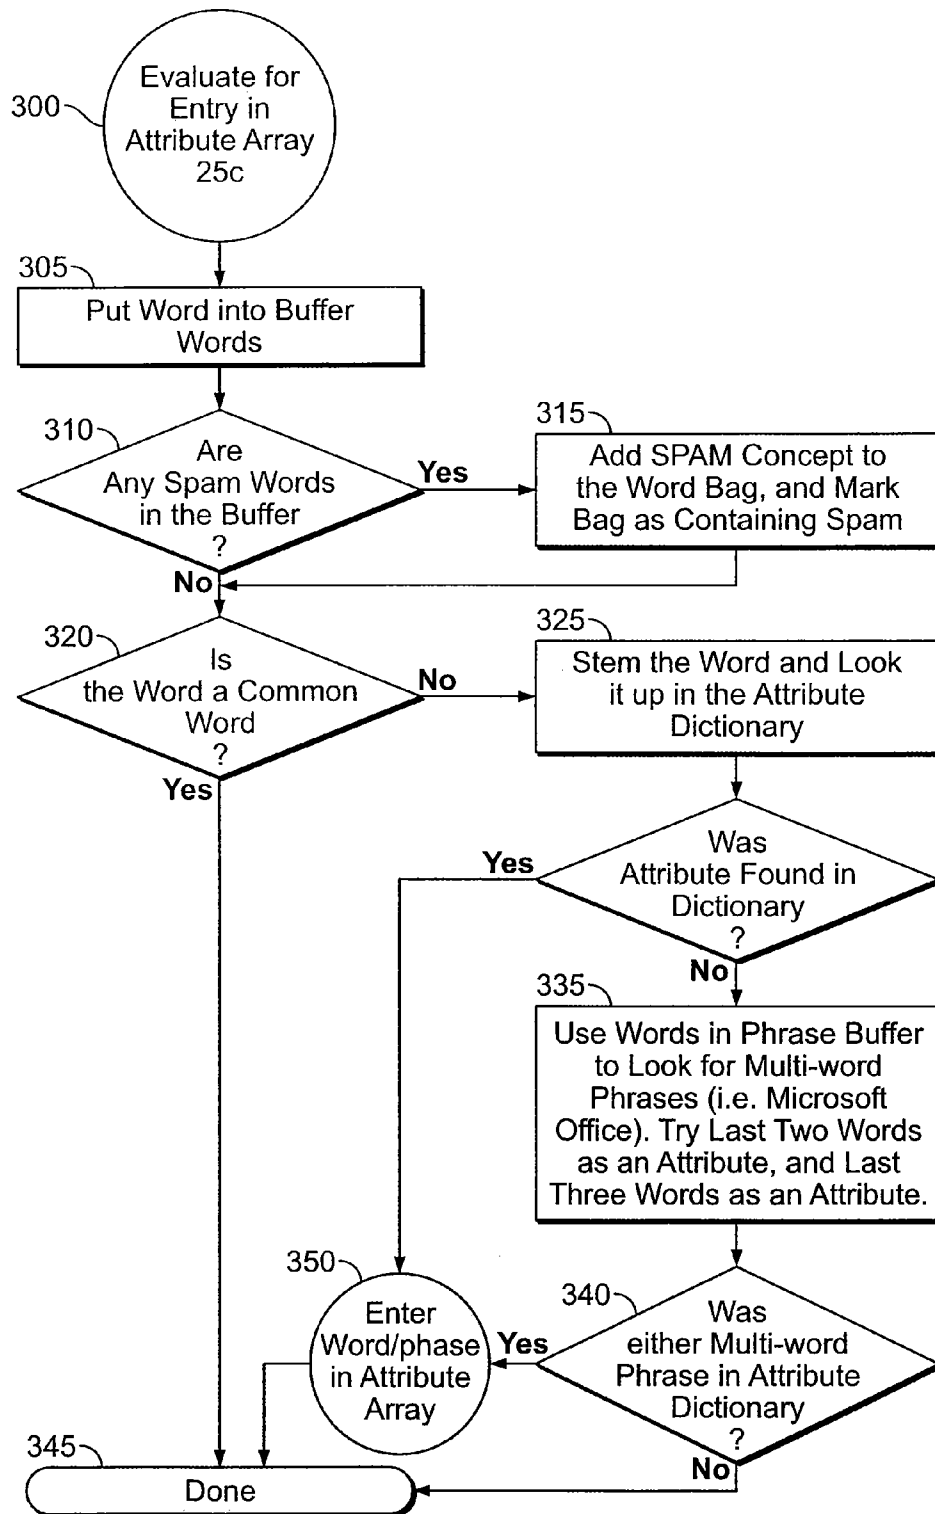 300
Evaluate for
Entry in
Attribute Array
25c
305
Put Word into Buffer
Words
310
Are
Any Spam Words
in the Buffer
?
Yes
No
315
Add SPAM Concept to
the Word Bag, and Mark
Bag as Containing Spam
320
Is
the Word a Common
Word
?
No
Yes
325
Stem the Word and Look
it up in the Attribute
Dictionary
Was
Attribute Found in
Dictionary
?
Yes
No
335
Use Words in Phrase Buffer
to Look for Multi-word
Phrases (i.e. Microsoft
Office). Try Last Two Words
as an Attribute, and Last
Three Words as an Attribute.
340
Was
either Multi-word
Phrase in Attribute
Dictionary
?
Yes
No
350
Enter
Word/phase
in Attribute
Array
345
Done